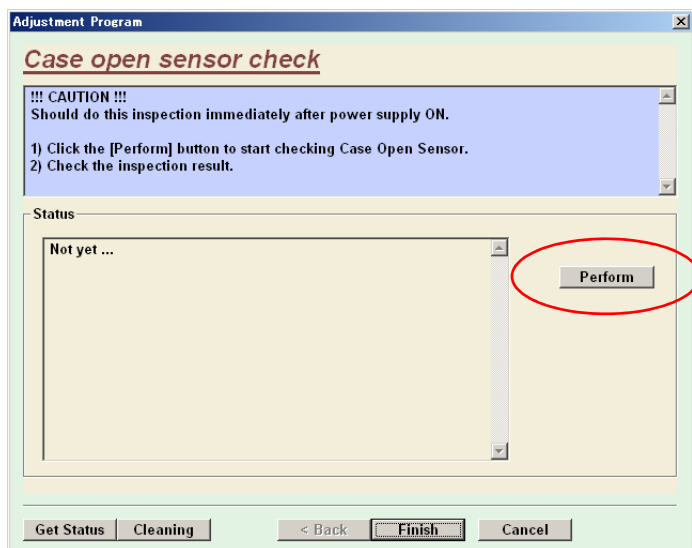 Adjustment Program
Case open sensor check
!!! CAUTION !!!
Should do this inspection immediately after power supply ON.
1) Click the [Perform] button to start checking Case Open Sensor.
2) Check the inspection result.
Status
Not yet ...
Perform
Get Status
Cleaning
< Back
Finish
Cancel